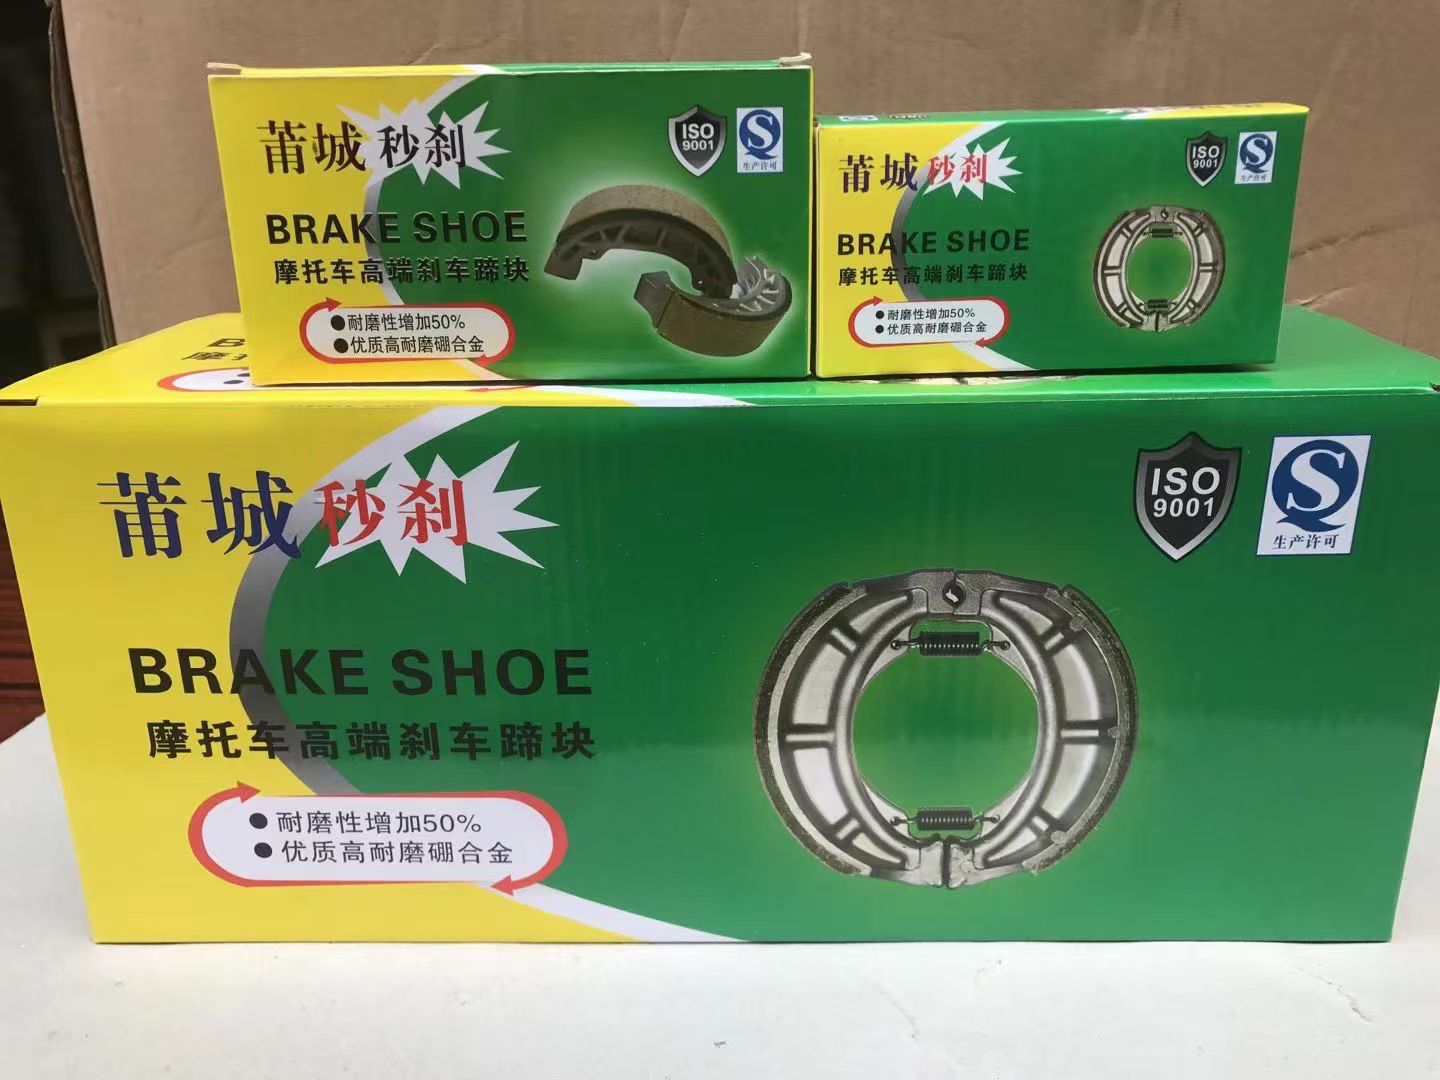 莆城 秒刹
ISO
9001
生产许可
BRAKE SHOE
摩托车高端刹车蹄块
●耐磨性增加50%
●优质高耐磨硼合金
莆城 秒刹
ISO
9001
生产许可
BRAKE SHOE
摩托车高端刹车蹄块
●耐磨性增加50%
●优质高耐磨硼合金
莆城 秒刹
ISO
9001
生产许可
BRAKE SHOE
摩托车高端刹车蹄块
●耐磨性增加50%
●优质高耐磨硼合金